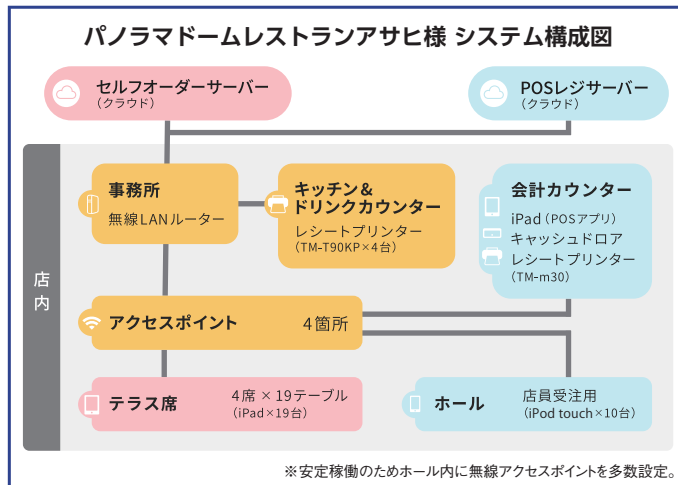 パノラマドームレストランアサヒ様 システム構成図
セルフオーダーサーバー
（クラウド）
POSレジサーバー
（クラウド）
店内
事務所
無線LANルーター
キッチン＆
ドリンクカウンター
レシートプリンター
（TM-T90KP×4台）
会計カウンター
iPad（POSアプリ）
キャッシュドロア
レシートプリンター
（TM-m30）
アクセスポイント 4箇所
テラス席
4席 × 19テーブル
（iPad×19台）
ホール
店員受注用
（iPod touch×10台）
※安定稼働のためホール内に無線アクセスポイントを多数設定。